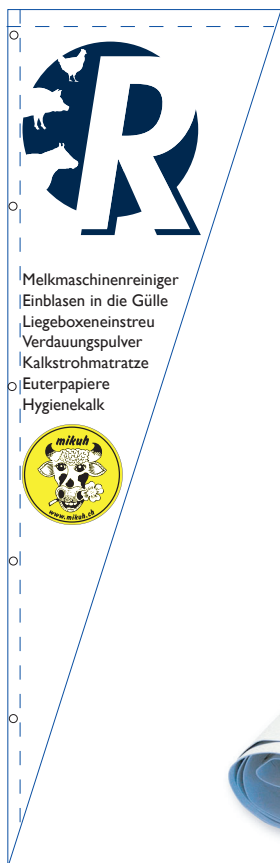 R
Melkmaschinenreiniger
Einblasen in die Gülle
Liegeboxeneinstreu
Verdauungspulver
Kalkstrohmatratze
Euterpapiere
Hygienekalk
mikuh
www.mikuh.ch